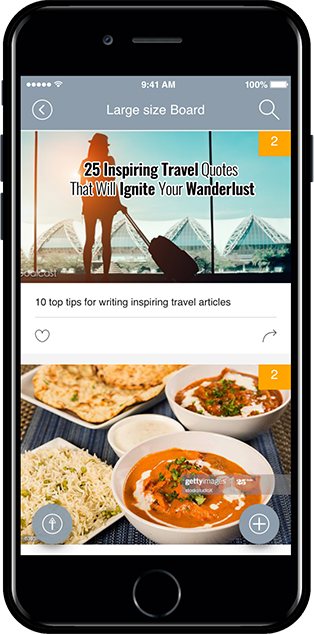 9:41 AM
100%
Large size Board
2
25 Inspiring Travel Quotes
That Will Ignite Your Wanderlust
10 top tips for writing inspiring travel articles
2
gettyimages